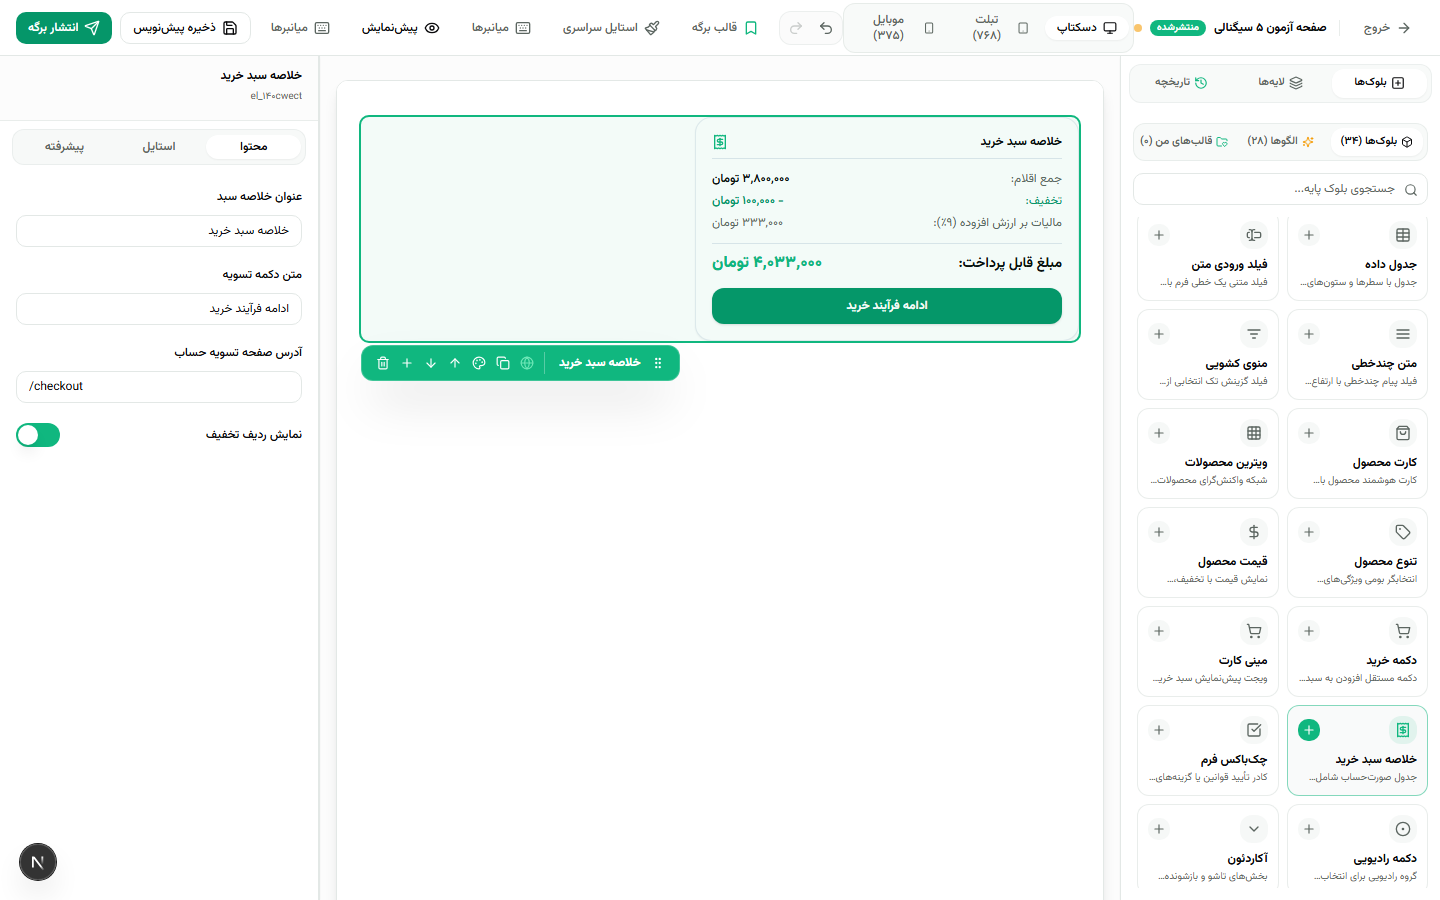 خروج
صفحه آزمون ۵ سیگنالی
منتشرشده
دسکتاپ
تبلت
(۷۶۸)
موبایل
(۳۷۵)
قالب برگه
استایل سراسری
میانبرها
پیش‌نمایش
میانبرها
ذخیره پیش‌نویس
انتشار برگه
بلوک‌ها
لایه‌ها
تاریخچه
بلوک‌ها (۳۴)
الگوها (۲۸)
قالب‌های من (۰)
جستجوی بلوک پایه...
جدول داده
جدول با سطرها و ستون‌های...
فیلد ورودی متن
فیلد متنی یک خطی فرم با...
متن چندخطی
فیلد پیام چندخطی با ارتفاع...
منوی کشویی
فیلد گزینش تک انتخابی از...
کارت محصول
کارت هوشمند محصول با...
ویترین محصولات
شبکه واکنش‌گرای محصولات...
تنوع محصول
انتخابگر بومی ویژگی‌های...
قیمت محصول
نمایش قیمت با تخفیف،...
دکمه خرید
دکمه مستقل افزودن به سبد...
مینی کارت
ویجت پیش‌نمایش سبد خرید...
خلاصه سبد خرید
جدول صورت‌حساب شامل...
چک‌باکس فرم
کادر تأیید قوانین یا گزینه‌های...
دکمه رادیویی
گروه رادیویی برای انتخاب...
آکاردئون
بخش‌های تاشو و بازشونده...
خلاصه سبد خرید
جمع اقلام:
۳,۸۰۰,۰۰۰ تومان
تخفیف:
- ۱۰۰,۰۰۰ تومان
مالیات بر ارزش افزوده (۹٪):
۳۳۳,۰۰۰ تومان
مبلغ قابل پرداخت:
۴,۰۳۳,۰۰۰ تومان
ادامه فرآیند خرید
خلاصه سبد خرید
خلاصه سبد خرید
el_۱۴۰cwect
محتوا
استایل
پیشرفته
عنوان خلاصه سبد
خلاصه سبد خرید
متن دکمه تسویه
ادامه فرآیند خرید
آدرس صفحه تسویه حساب
/checkout
نمایش ردیف تخفیف
N